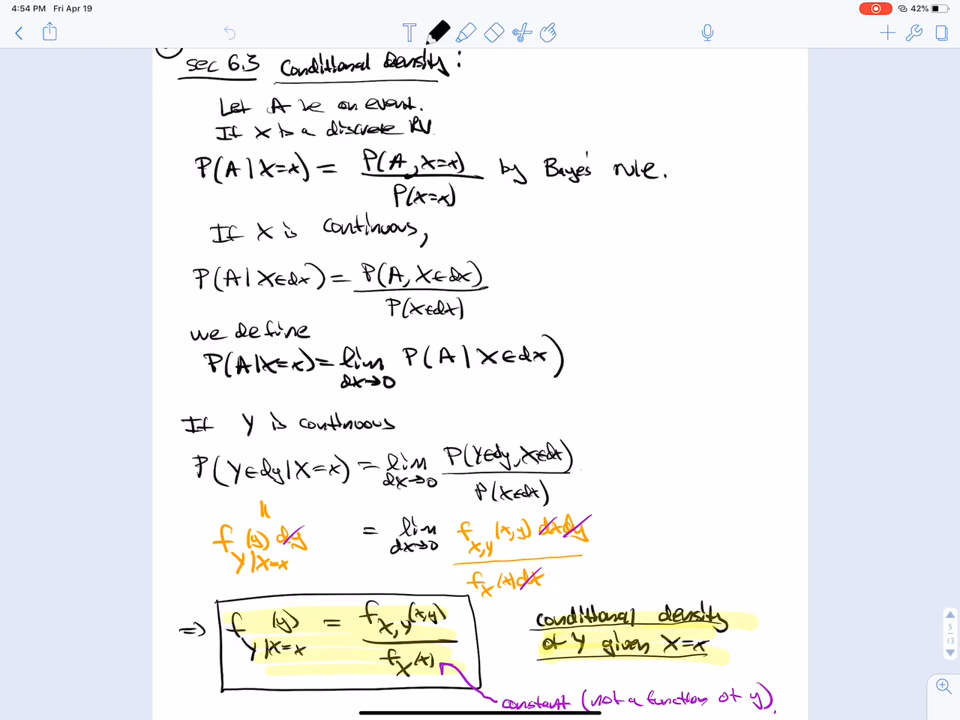 4:54 PM Fri Apr 19
42%
sec 6.3 Conditional Density:
Let A be an event.
If X is a discrete RV
P(A|X=x) = P(A, X=x) / P(X=x) by Bayes' rule.
If X is continuous,
P(A|X∈dx) = P(A, X∈dx) / P(X∈dx)
we define
P(A|X=x) = lim dx→0 P(A|X∈dx)
If Y is continuous
P(Y∈dy|X=x) = lim dx→0 P(Y∈dy, X∈dx) / P(X∈dx)
f Y|X=x (y) dy = lim dx→0 f X,Y (x,y) dx dy / f X (x) dx
⇒ f Y|X=x (y) = f X,Y (x,y) / f X (x)
conditional density
of Y given X=x
constant (not a function of y).
5
13